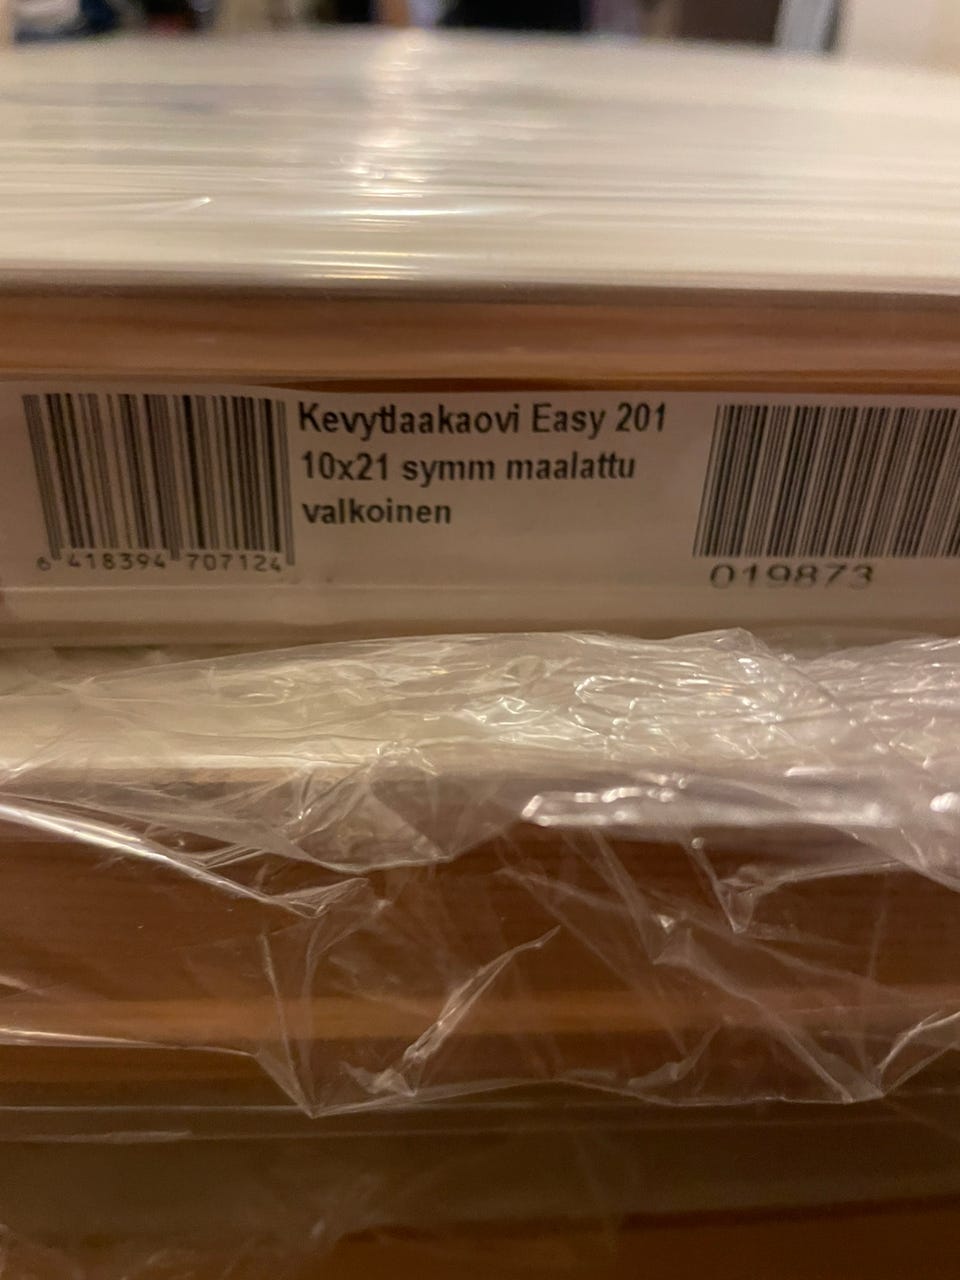 Kevytlaakaovi Easy 201
10x21 symm maalattu
valkoinen
6 418394 707124
019873